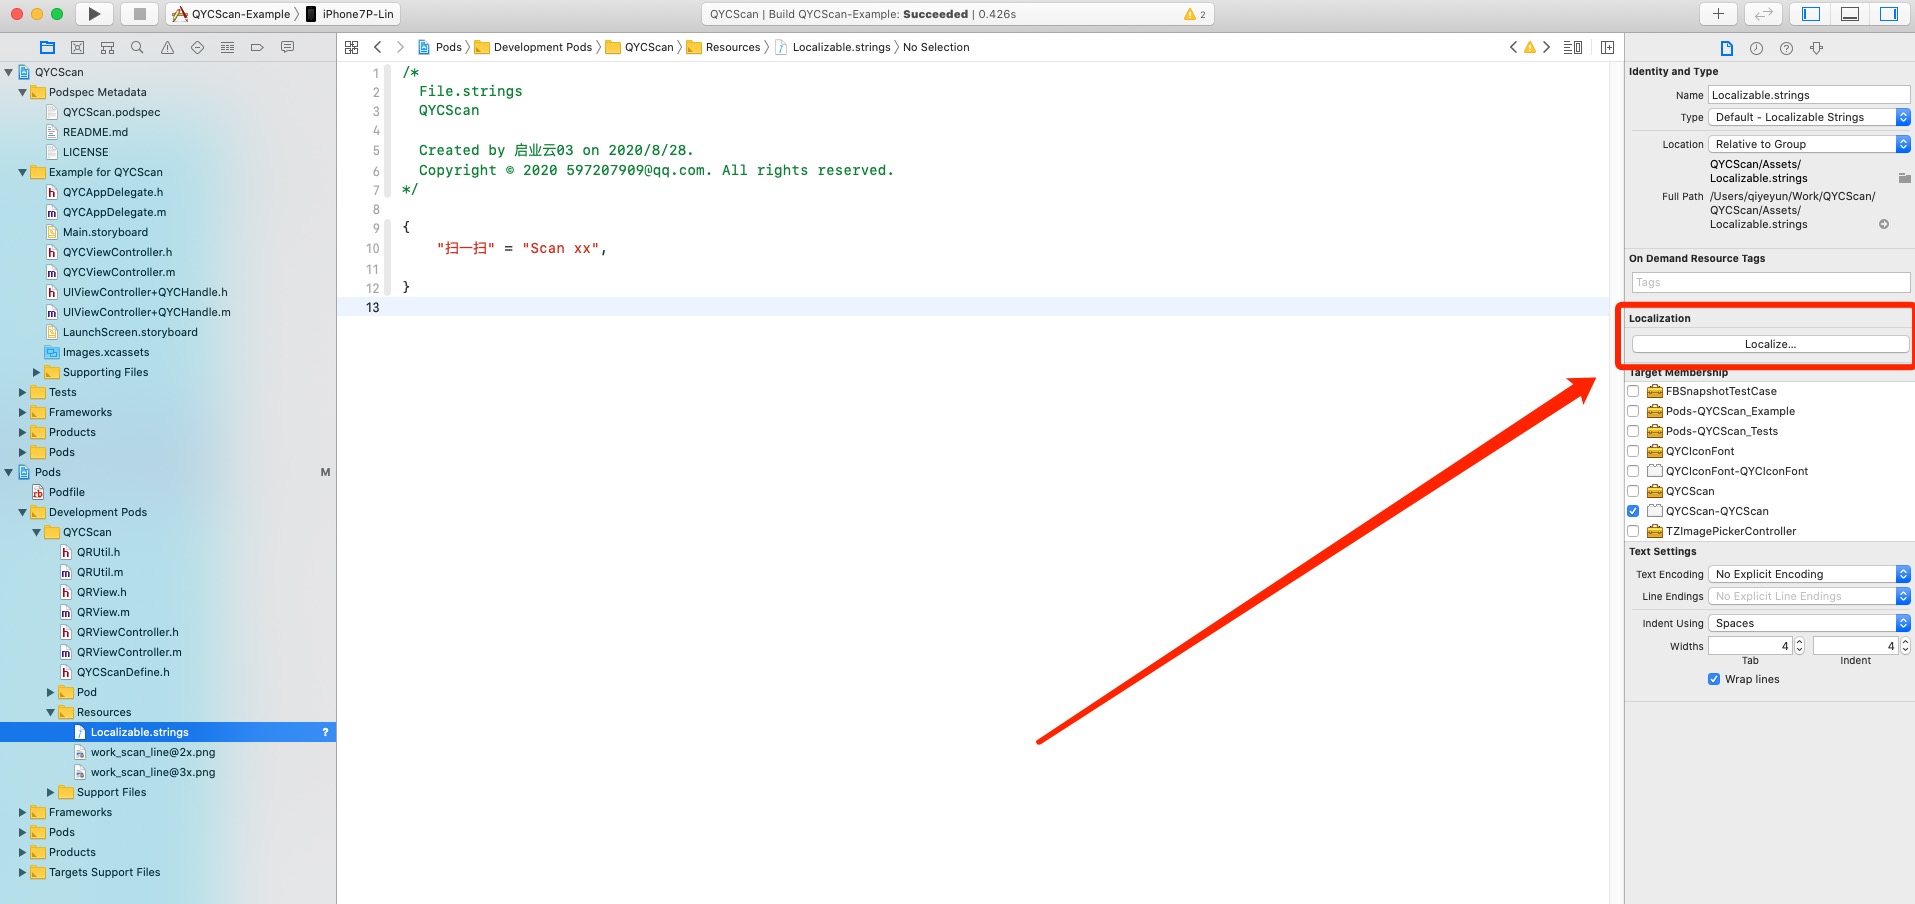 QYCScan-Example
iPhone7P-Lin
QYCScan | Build QYCScan-Example: Succeeded | 0.426s
2
Pods
Development Pods
QYCScan
Resources
Localizable.strings
No Selection
QYCScan
Podspec Metadata
QYCScan.podspec
README.md
LICENSE
Example for QYCScan
QYCAppDelegate.h
QYCAppDelegate.m
Main.storyboard
QYCViewController.h
QYCViewController.m
UIViewController+QYCHandle.h
UIViewController+QYCHandle.m
LaunchScreen.storyboard
Images.xcassets
Supporting Files
Tests
Frameworks
Products
Pods
Pods M
Podfile
Development Pods
QYCScan
QRUtil.h
QRUtil.m
QRView.h
QRView.m
QRViewController.h
QRViewController.m
QYCScanDefine.h
Pod
Resources
Localizable.strings ?
work_scan_line@2x.png
work_scan_line@3x.png
Support Files
Frameworks
Pods
Products
Targets Support Files
1 /*
2 File.strings
3 QYCScan
4
5 Created by 启业云03 on 2020/8/28.
6 Copyright © 2020 597207909@qq.com. All rights reserved.
7 */
8
9 {
10 "扫一扫" = "Scan xx",
11
12 }
13
Identity and Type
Name Localizable.strings
Type Default - Localizable Strings
Location Relative to Group
QYCScan/Assets/
Localizable.strings
Full Path /Users/qiyeyun/Work/QYCScan/
QYCScan/Assets/
Localizable.strings
On Demand Resource Tags
Tags
Localization
Localize...
Target Membership
FBSnapshotTestCase
Pods-QYCScan_Example
Pods-QYCScan_Tests
QYCIconFont
QYCIconFont-QYCIconFont
QYCScan
QYCScan-QYCScan
TZImagePickerController
Text Settings
Text Encoding No Explicit Encoding
Line Endings No Explicit Line Endings
Indent Using Spaces
Widths 4 4
Tab Indent
Wrap lines